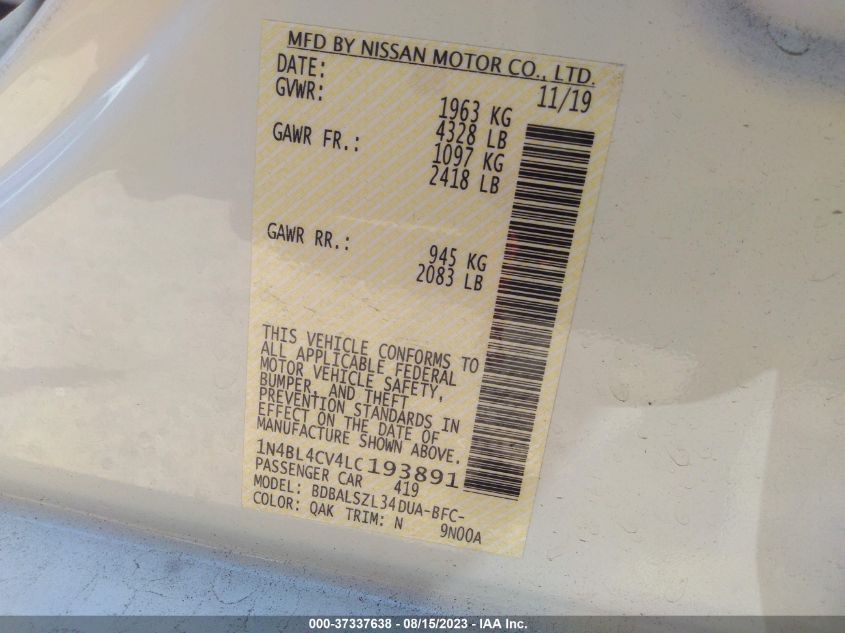 MFD BY NISSAN MOTOR CO., LTD.
DATE: 11/19
GVWR: 1963 KG
4328 LB
GAWR FR.: 1097 KG
2418 LB
GAWR RR.: 945 KG
2083 LB
THIS VEHICLE CONFORMS TO
ALL APPLICABLE FEDERAL
MOTOR VEHICLE SAFETY,
BUMPER, AND THEFT
PREVENTION STANDARDS IN
EFFECT ON THE DATE OF
MANUFACTURE SHOWN ABOVE.
1N4BL4CV4LC193891
PASSENGER CAR 419
MODEL: BDBALSZL34DUA-BFC-
COLOR: QAK TRIM: N 9N00A
000-37337638 - 08/15/2023 - IAA Inc.